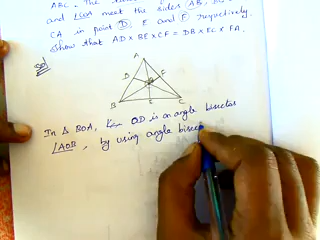 ABC. The
and ∠COA meet the sides AB, BC
CA in point D, E and F respectively.
show that AD × BE × CF = DB × EC × FA.
Sol
A
D F
O
B E C
In △ BOA, OD is an angle bisector
∠AOB, by using angle bisec